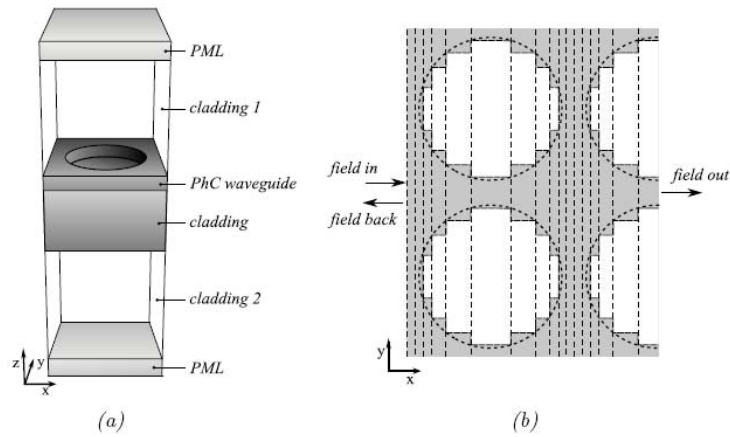 PML
cladding 1
PhC waveguide
cladding
cladding 2
PML
z
y
x
(a)
field in
field back
field out
y
x
(b)